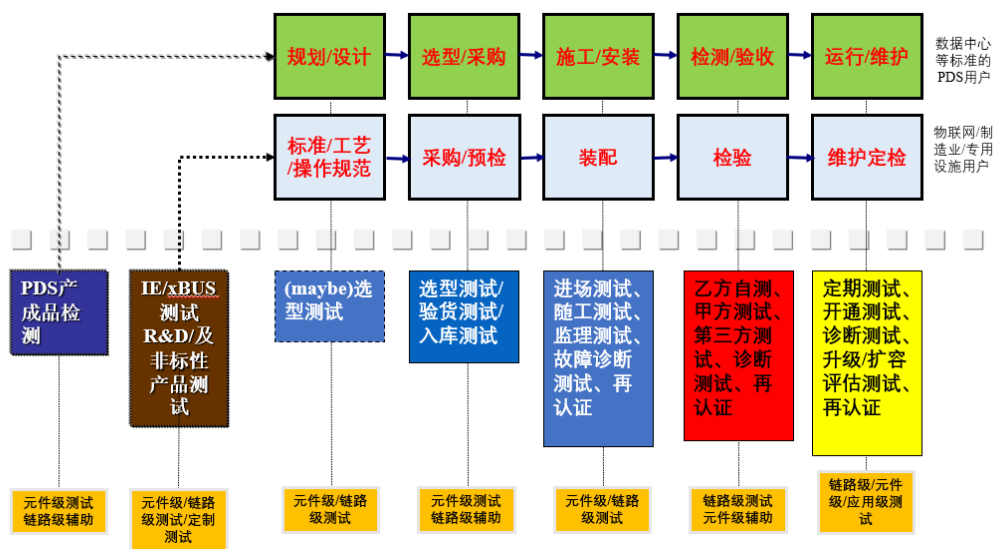 规划/设计
选型/采购
施工/安装
检测/验收
运行/维护
数据中心
等标准的
PDS用户
标准/工艺
/操作规范
采购/预检
装配
检验
维护定检
物联网/制
造业/专用
设施用户
PDS产
成品检
测
IE/xBUS
测试
R&D/及
非标性
产品测
试
(maybe)选
型测试
选型测试/
验货测试/
入库测试
进场测试、
随工测试、
监理测试、
故障诊断
测试、再
认证
乙方自测、
甲方测试、
第三方测
试、诊断
测试、再
认证
定期测试、
开通测试、
诊断测试、
升级/扩容
评估测试、
再认证
元件级测试
链路级辅助
元件级/链路
级测试/定制
测试
元件级/链路
级测试
元件级测试
链路级辅助
元件级/链路
级测试
链路级测试
元件级辅助
链路级/元件
级/应用级测
试